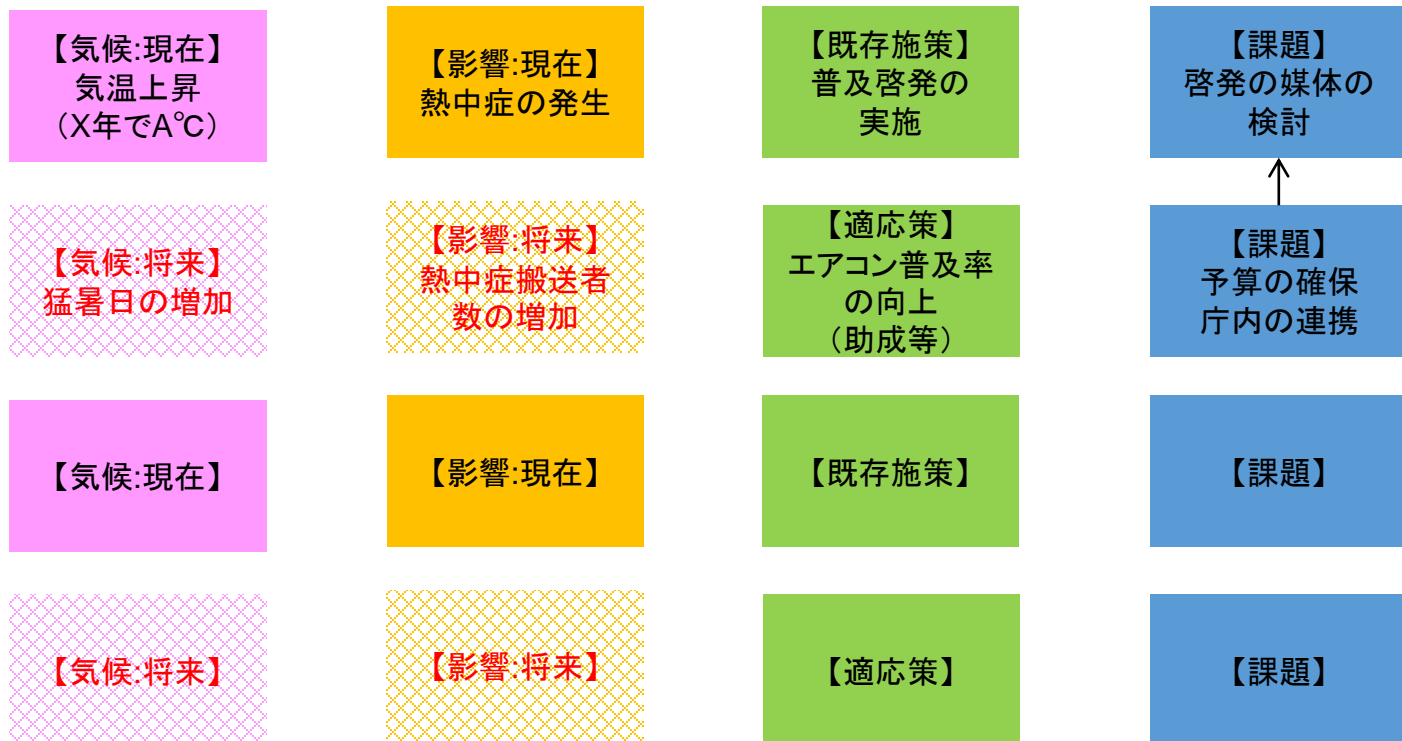 【気候:現在】
気温上昇
（X年でA℃）
【影響:現在】
熱中症の発生
【既存施策】
普及啓発の
実施
【課題】
啓発の媒体の
検討
【気候:将来】
猛暑日の増加
【影響:将来】
熱中症搬送者
数の増加
【適応策】
エアコン普及率
の向上
（助成等）
【課題】
予算の確保
庁内の連携
【気候:現在】
【影響:現在】
【既存施策】
【課題】
【気候:将来】
【影響:将来】
【適応策】
【課題】